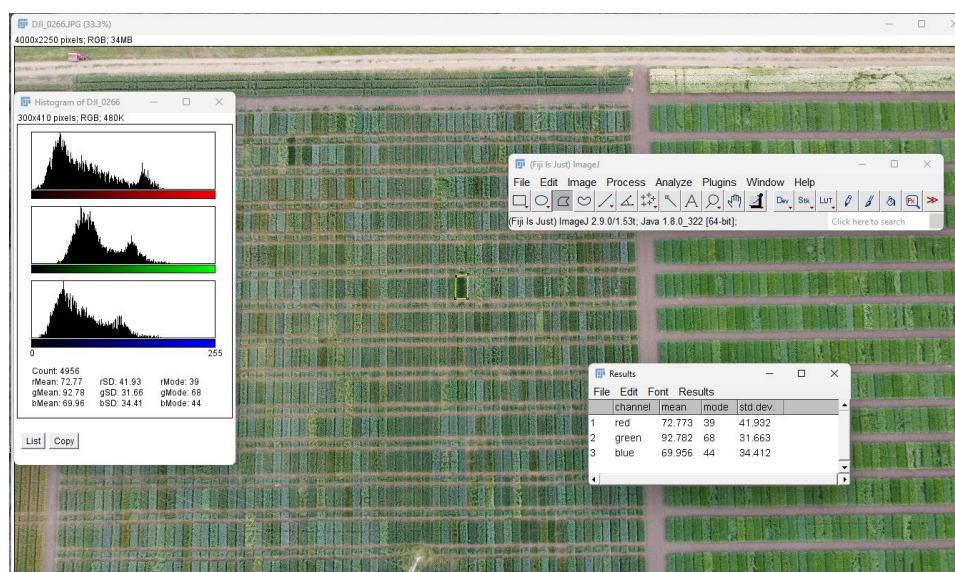 DJI_0266.JPG (33.3%)
4000x2250 pixels; RGB; 34MB
Histogram of DJI_0266
300x410 pixels; RGB; 480K
0 255
Count: 4956
rMean: 72.77 rSD: 41.93 rMode: 39
gMean: 92.78 gSD: 31.66 gMode: 68
bMean: 69.96 bSD: 34.41 bMode: 44
List Copy
(Fiji Is Just) ImageJ
File Edit Image Process Analyze Plugins Window Help
Dev Stk LUT
(Fiji Is Just) ImageJ 2.9.0/1.53t; Java 1.8.0_322 [64-bit];
Click here to search
Results
File Edit Font Results
channel mean mode std.dev.
1 red 72.773 39 41.932
2 green 92.782 68 31.663
3 blue 69.956 44 34.412